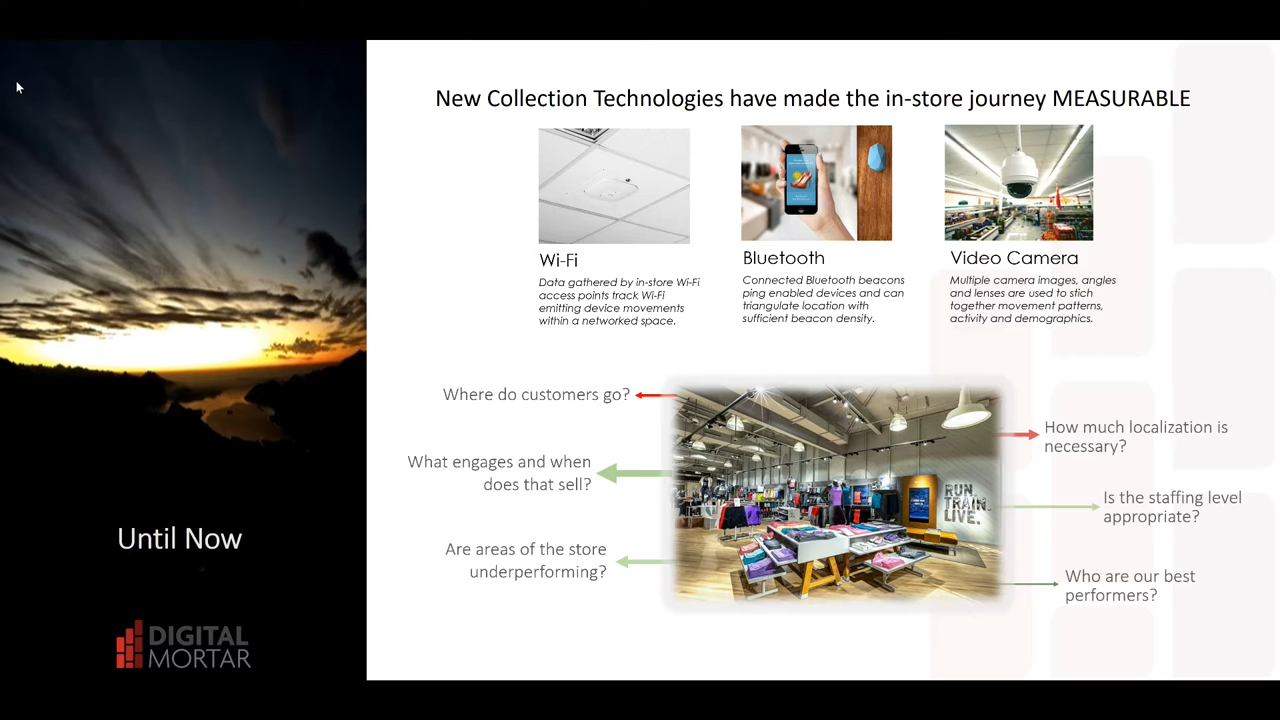 New Collection Technologies have made the in-store journey MEASURABLE
Wi-Fi
Data gathered by in-store Wi-Fi
access points track Wi-Fi
emitting device movements
within a networked space.
Bluetooth
Connected Bluetooth beacons
ping enabled devices and can
triangulate location with
sufficient beacon density.
Video Camera
Multiple camera images, angles
and lenses are used to stich
together movement patterns,
activity and demographics.
Where do customers go?
What engages and when
does that sell?
Are areas of the store
underperforming?
RUN.
TRAIN.
LIVE.
How much localization is
necessary?
Is the staffing level
appropriate?
Who are our best
performers?
Until Now
DIGITAL
MORTAR